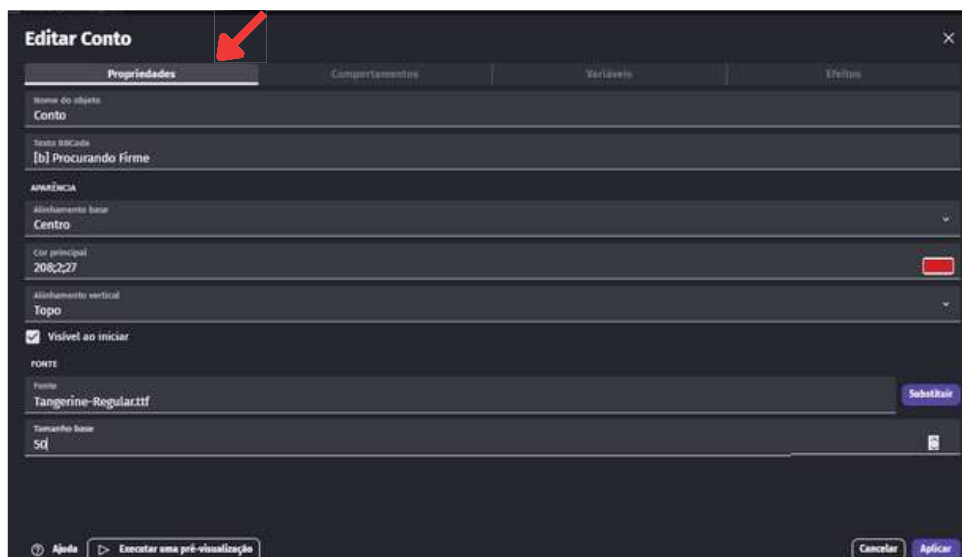 Editar Conto
Propriedades Comportamentos Variáveis Efeitos
Nome do objeto
Conto
Texto BBCode
[b] Procurando Firme
APARÊNCIA
Alinhamento base
Centro
Cor principal
208;2;27
Alinhamento vertical
Topo
Visível ao iniciar
FONTE
Fonte
Tangerine-Regular.ttf
Substituir
Tamanho base
50
Ajuda Executar uma pré-visualização Cancelar Aplicar